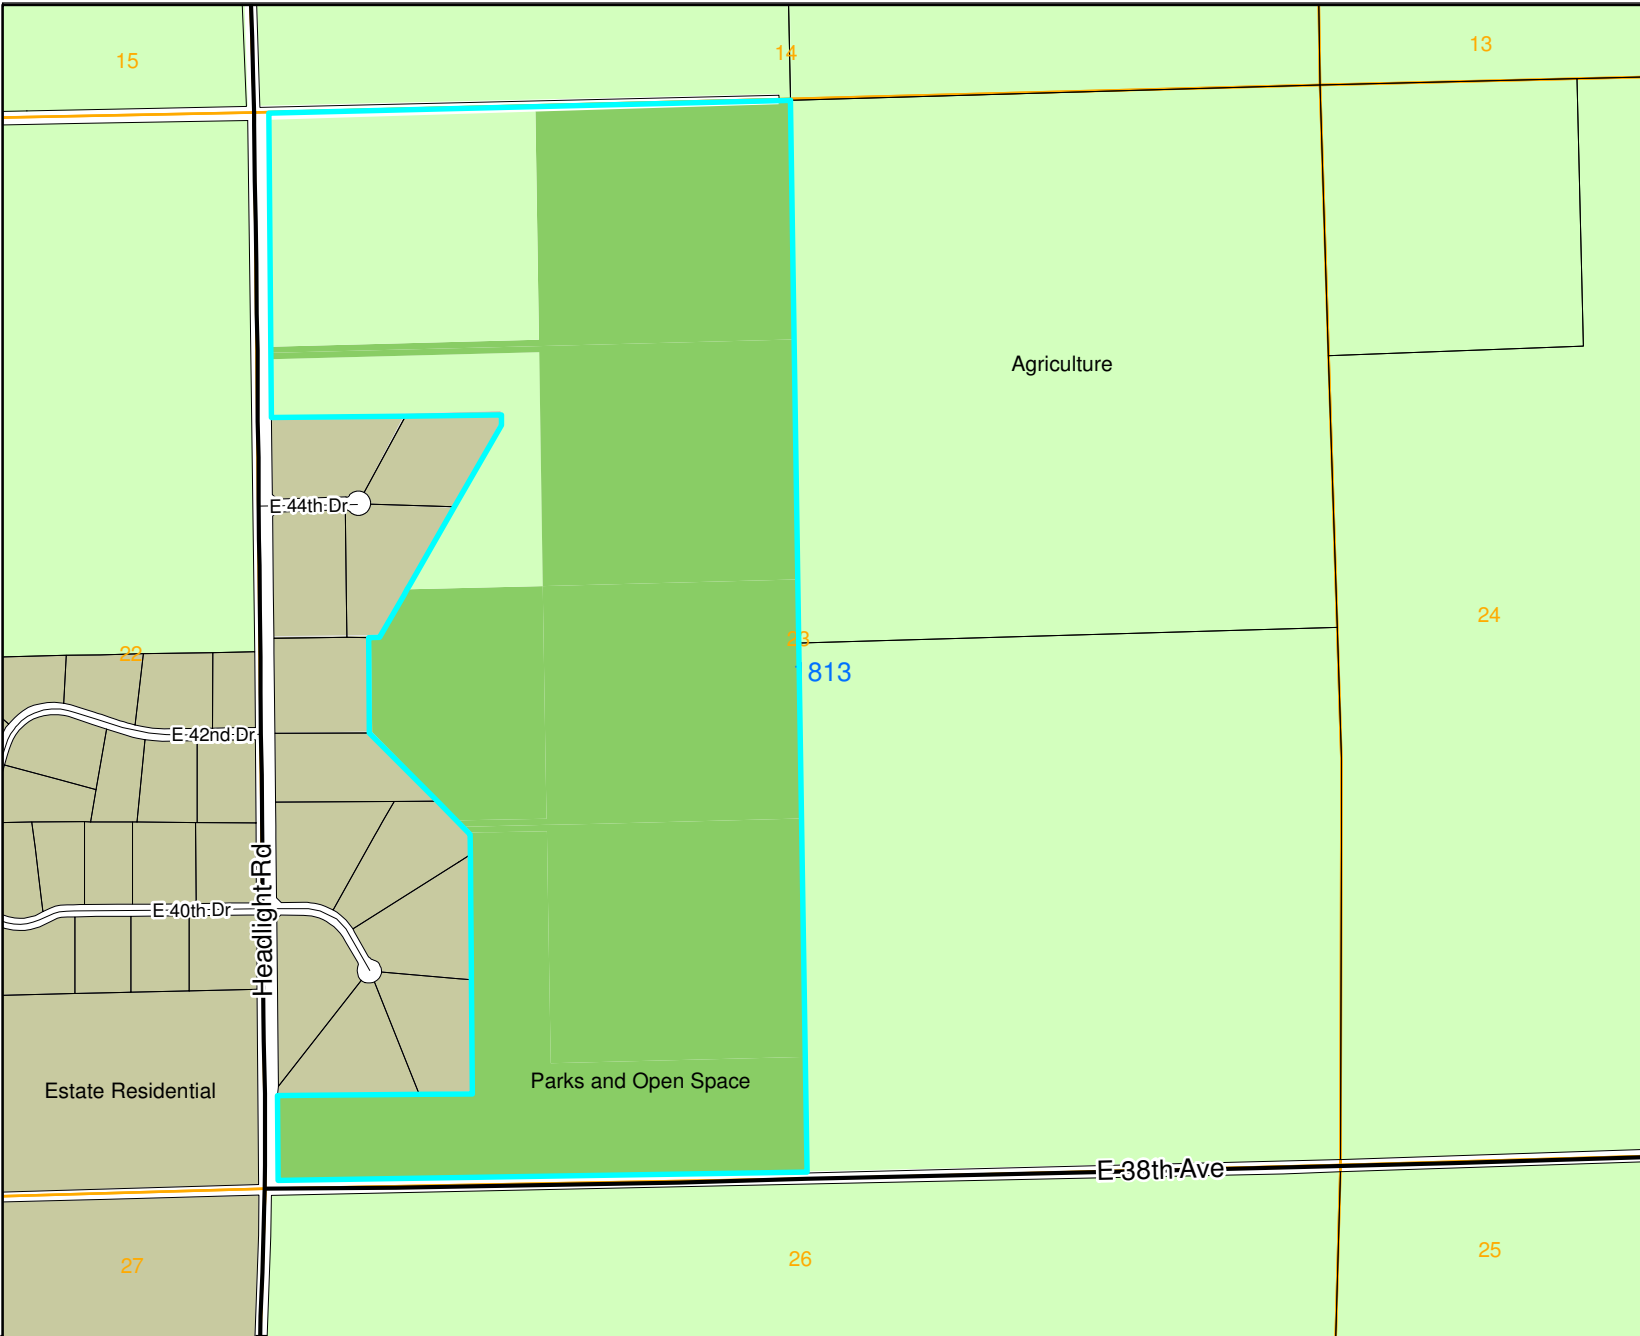 15
14
13
Agriculture
E 44th Dr
24
23
22
813
E 42nd Dr
Headlight Rd
E 40th Dr
Estate Residential
Parks and Open Space
E 38th Ave
27
26
25